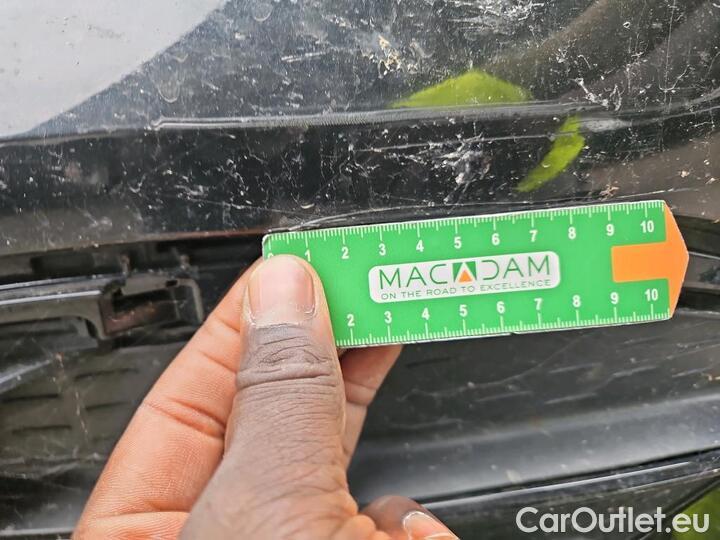 0 1 2 3 4 5 6 7 8 9 10
MACADAM
ON THE ROAD TO EXCELLENCE
2 3 4 5 6 7 8 9 10
CarOutlet.eu